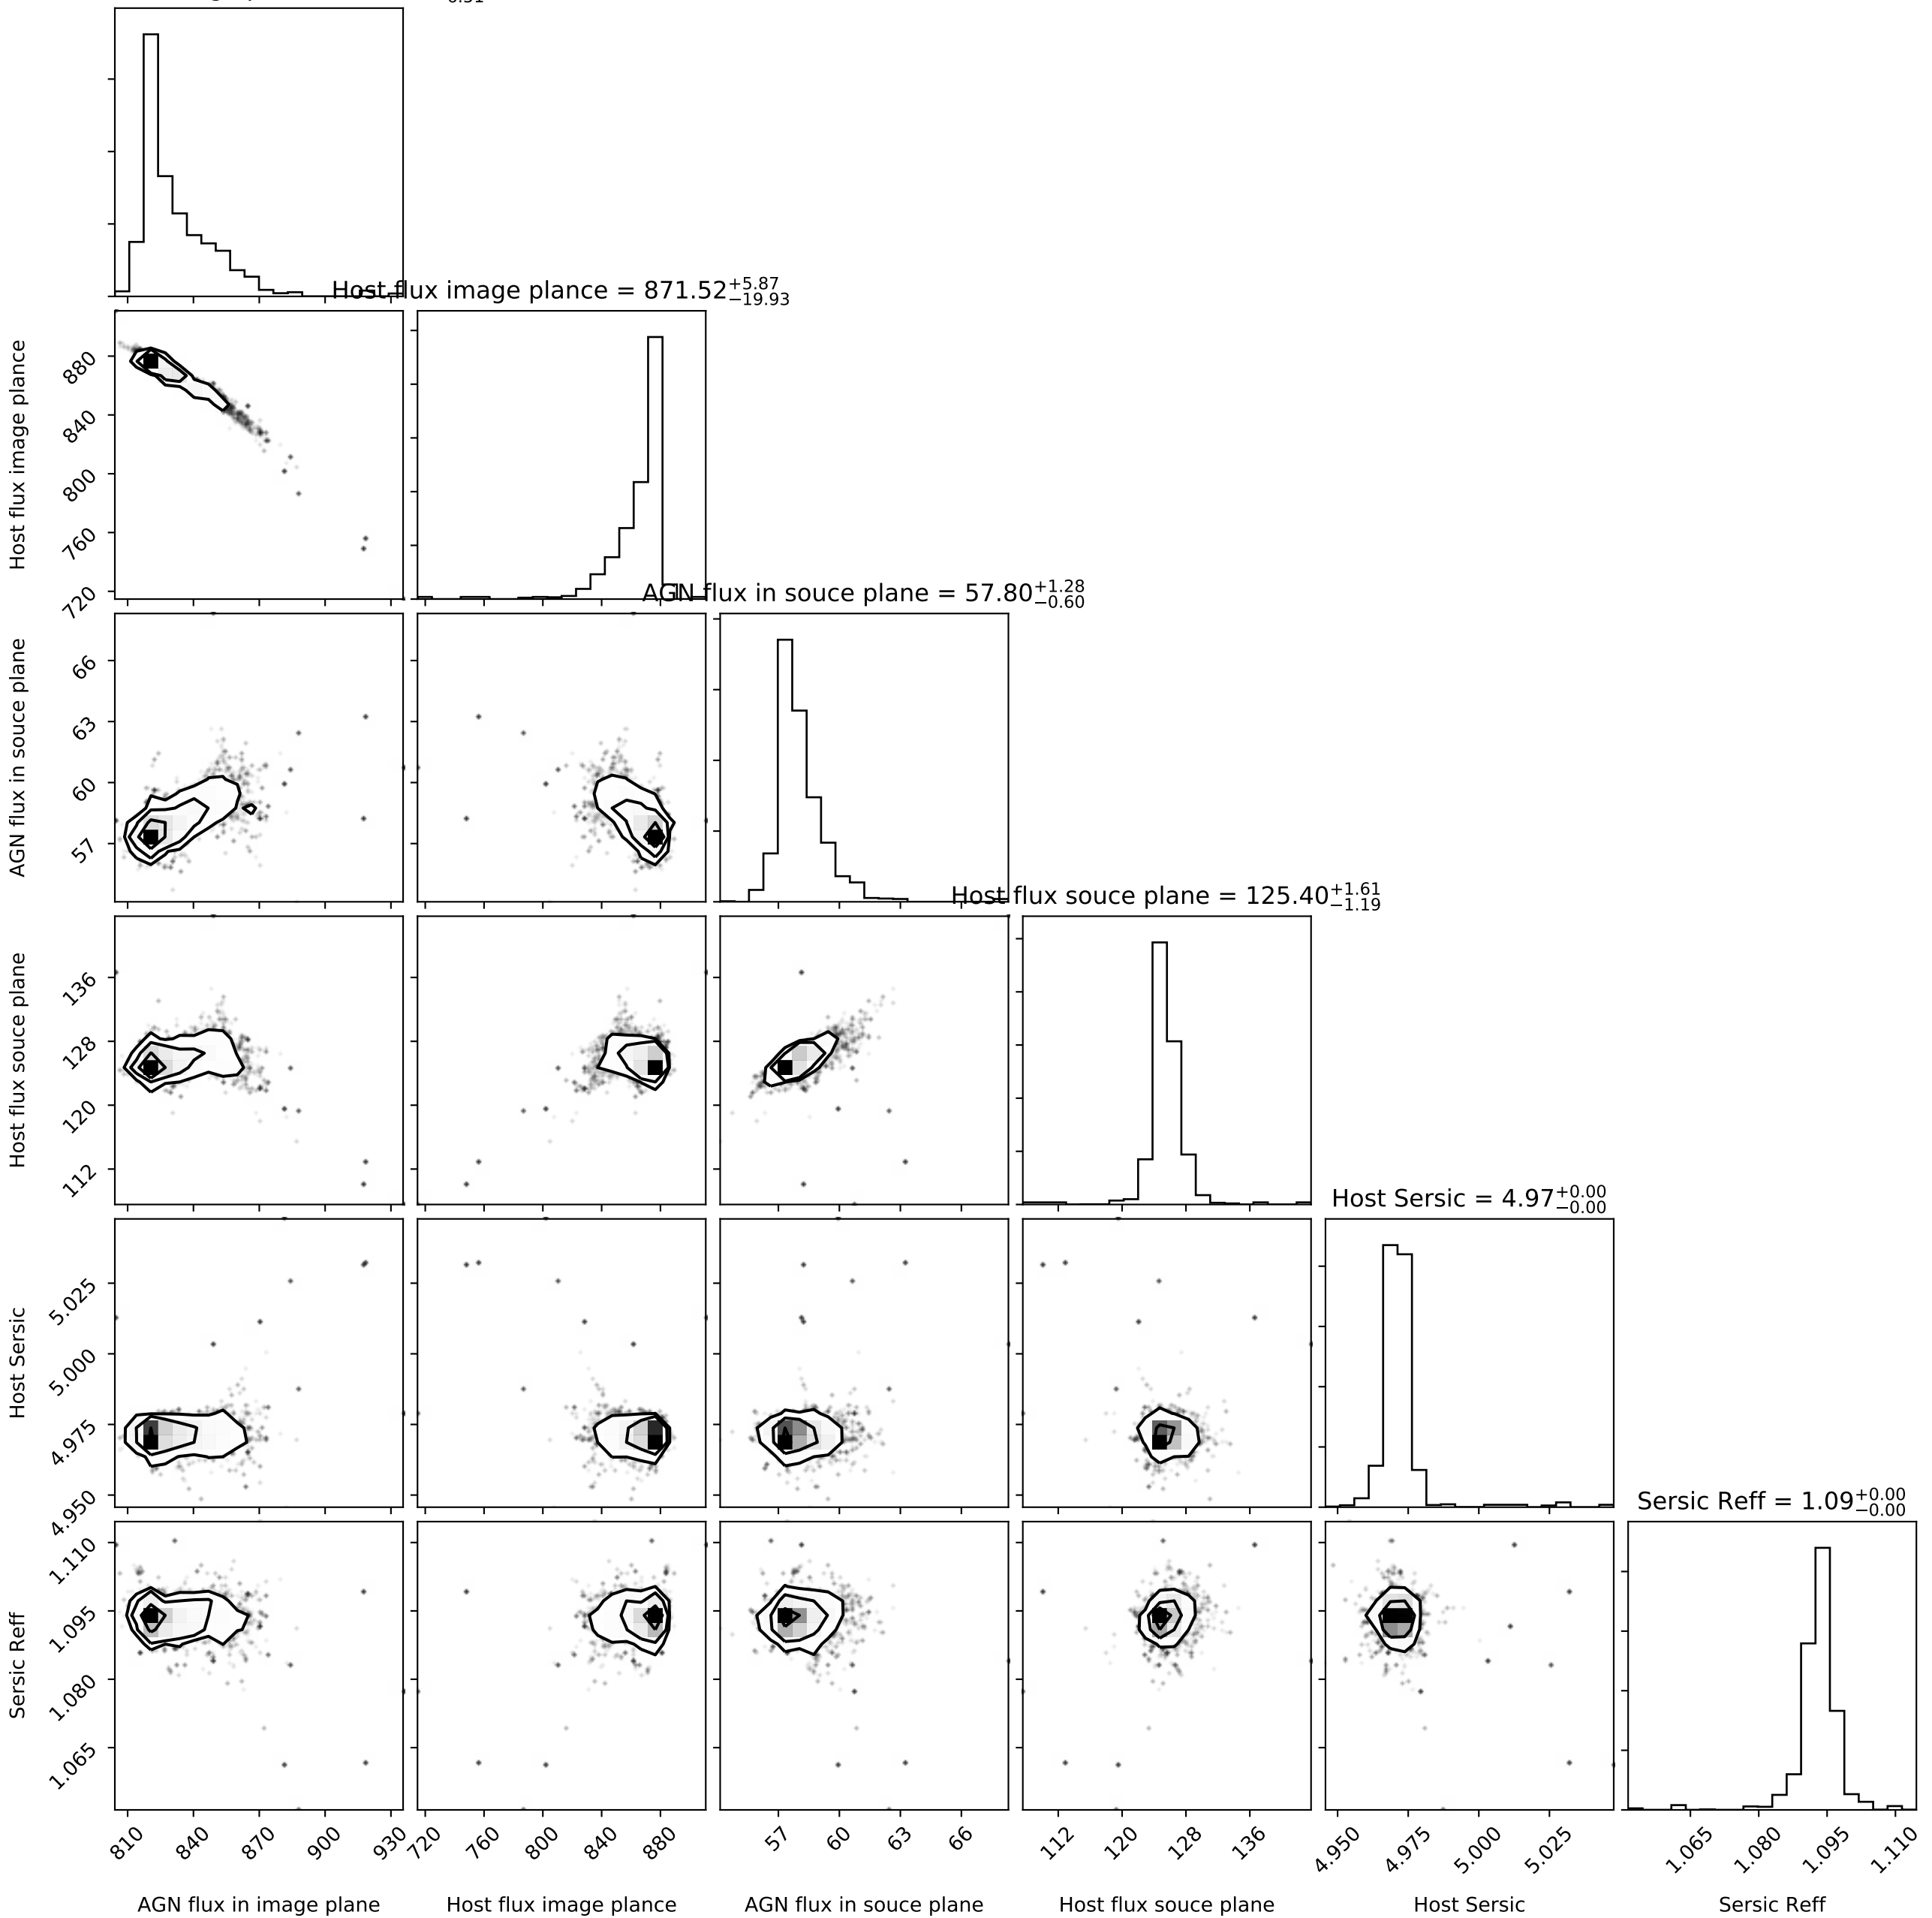 Host flux image plance = 871.52 +5.87 −19.93
Host flux image plance
880
840
800
760
720
AGN flux in souce plane = 57.80 +1.28 −0.60
AGN flux in souce plane
66
63
60
57
Host flux souce plane = 125.40 +1.61 −1.19
Host flux souce plane
136
128
120
112
Host Sersic = 4.97 +0.00 −0.00
Host Sersic
5.025
5.000
4.975
4.950
Sersic Reff = 1.09 +0.00 −0.00
Sersic Reff
1.110
1.095
1.080
1.065
810 840 870 900 930 720 760 800 840 880 57 60 63 66 112 120 128 136 4.950 4.975 5.000 5.025 1.065 1.080 1.095 1.110
AGN flux in image plane Host flux image plance AGN flux in souce plane Host flux souce plane Host Sersic Sersic Reff